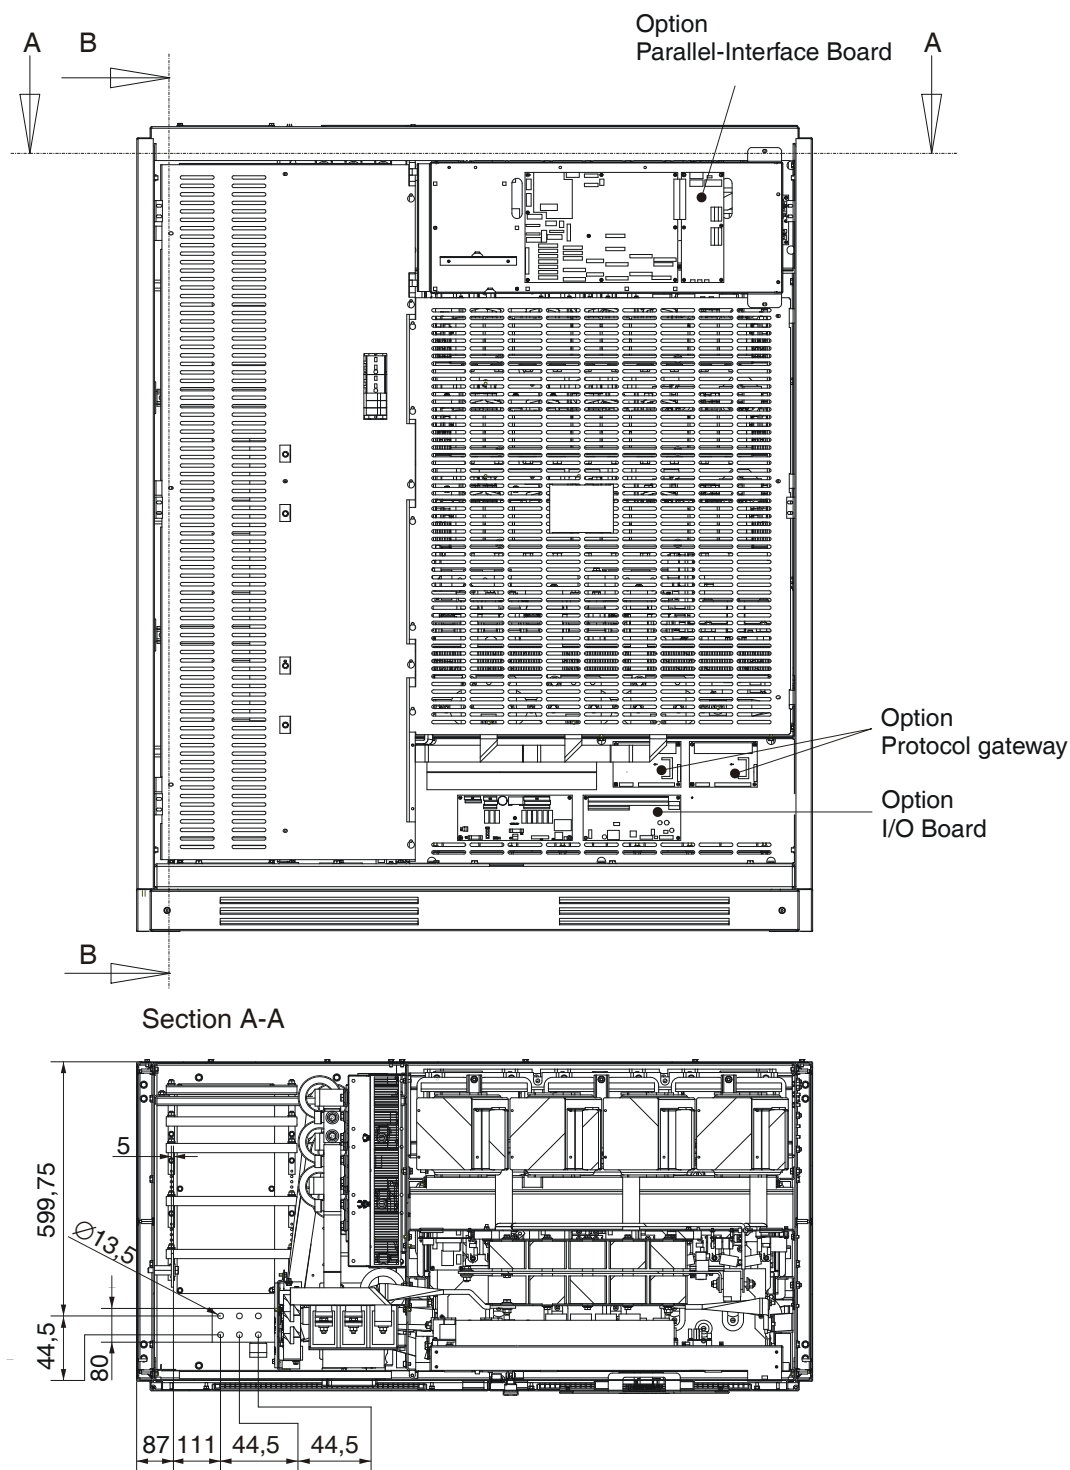 Option
Parallel-Interface Board
A
B
A
Option
Protocol gateway
Option
I/O Board
B
Section A-A
5
599,75
Ø13,5
44,5
80
87
111
44,5
44,5